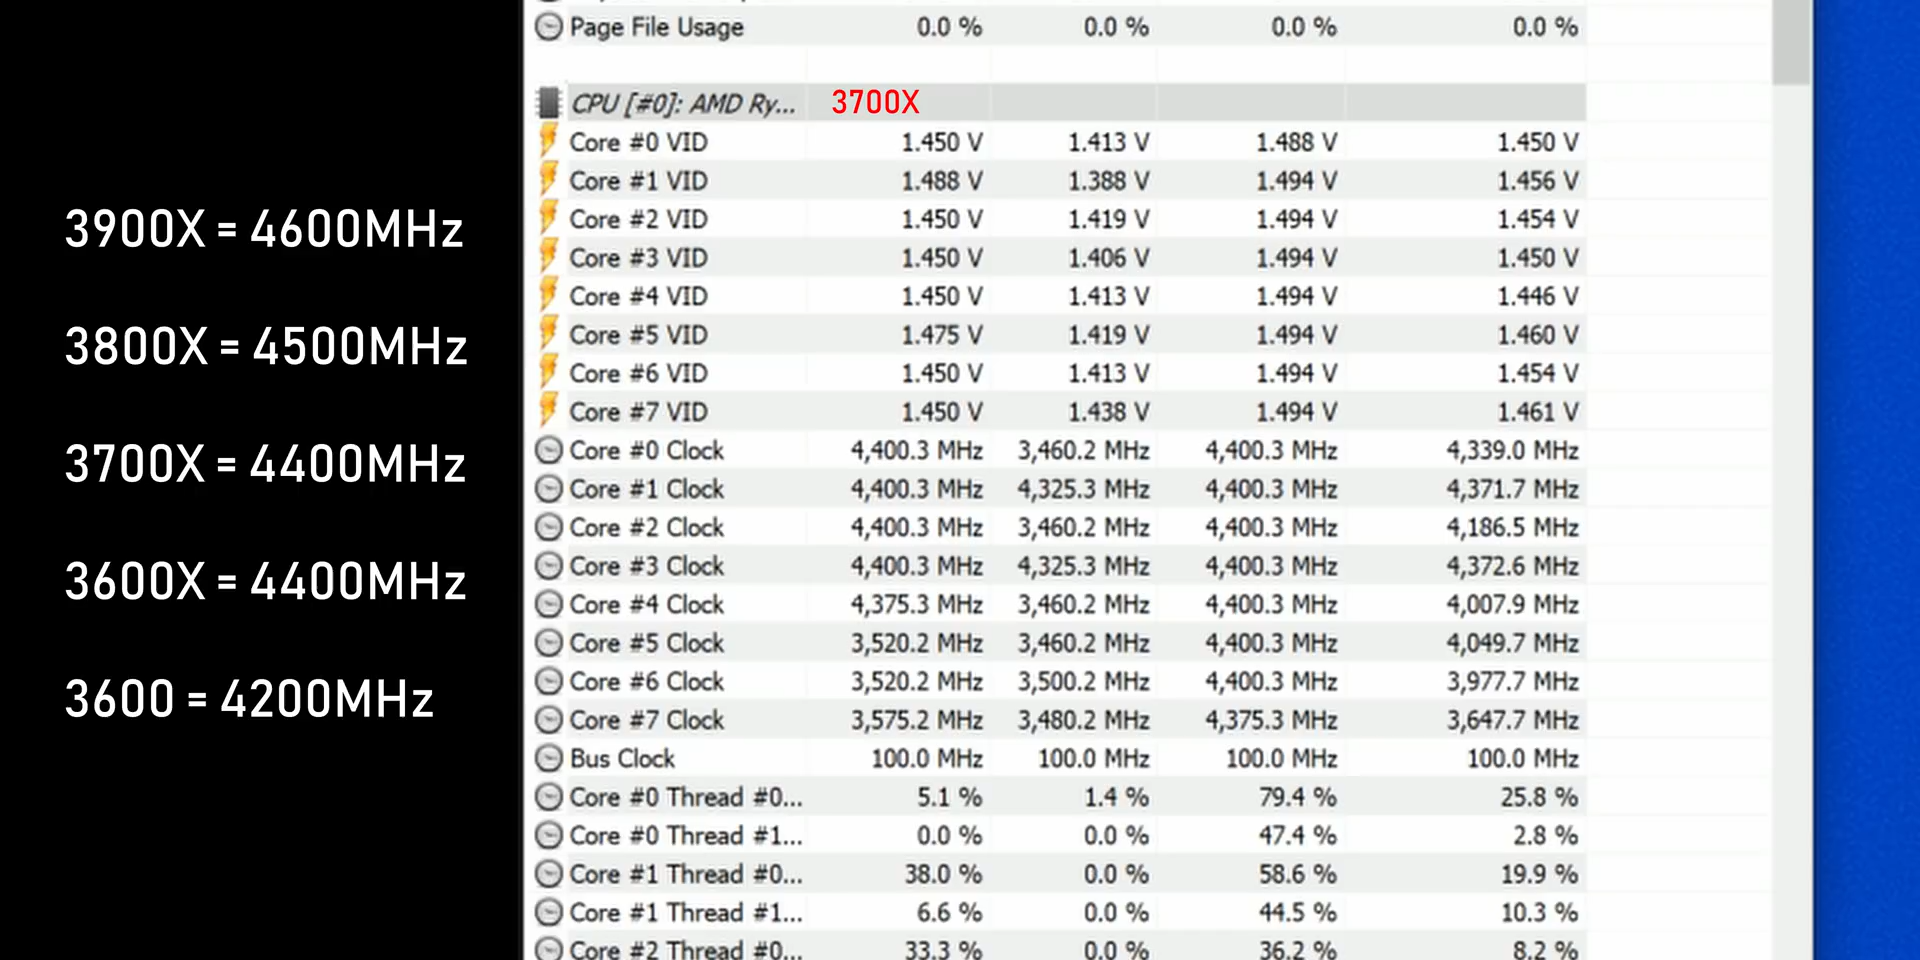 3900X = 4600MHz
3800X = 4500MHz
3700X = 4400MHz
3600X = 4400MHz
3600 = 4200MHz
Page File Usage 0.0 % 0.0 % 0.0 % 0.0 %
CPU [#0]: AMD Ry... 3700X
Core #0 VID 1.450 V 1.413 V 1.488 V 1.450 V
Core #1 VID 1.488 V 1.388 V 1.494 V 1.456 V
Core #2 VID 1.450 V 1.419 V 1.494 V 1.454 V
Core #3 VID 1.450 V 1.406 V 1.494 V 1.450 V
Core #4 VID 1.450 V 1.413 V 1.494 V 1.446 V
Core #5 VID 1.475 V 1.419 V 1.494 V 1.460 V
Core #6 VID 1.450 V 1.413 V 1.494 V 1.454 V
Core #7 VID 1.450 V 1.438 V 1.494 V 1.461 V
Core #0 Clock 4,400.3 MHz 3,460.2 MHz 4,400.3 MHz 4,339.0 MHz
Core #1 Clock 4,400.3 MHz 4,325.3 MHz 4,400.3 MHz 4,371.7 MHz
Core #2 Clock 4,400.3 MHz 3,460.2 MHz 4,400.3 MHz 4,186.5 MHz
Core #3 Clock 4,400.3 MHz 4,325.3 MHz 4,400.3 MHz 4,372.6 MHz
Core #4 Clock 4,375.3 MHz 3,460.2 MHz 4,400.3 MHz 4,007.9 MHz
Core #5 Clock 3,520.2 MHz 3,460.2 MHz 4,400.3 MHz 4,049.7 MHz
Core #6 Clock 3,520.2 MHz 3,500.2 MHz 4,400.3 MHz 3,977.7 MHz
Core #7 Clock 3,575.2 MHz 3,480.2 MHz 4,375.3 MHz 3,647.7 MHz
Bus Clock 100.0 MHz 100.0 MHz 100.0 MHz 100.0 MHz
Core #0 Thread #0... 5.1 % 1.4 % 79.4 % 25.8 %
Core #0 Thread #1... 0.0 % 0.0 % 47.4 % 2.8 %
Core #1 Thread #0... 38.0 % 0.0 % 58.6 % 19.9 %
Core #1 Thread #1... 6.6 % 0.0 % 44.5 % 10.3 %
Core #2 Thread #0... 33.3 % 0.0 % 36.2 % 8.2 %